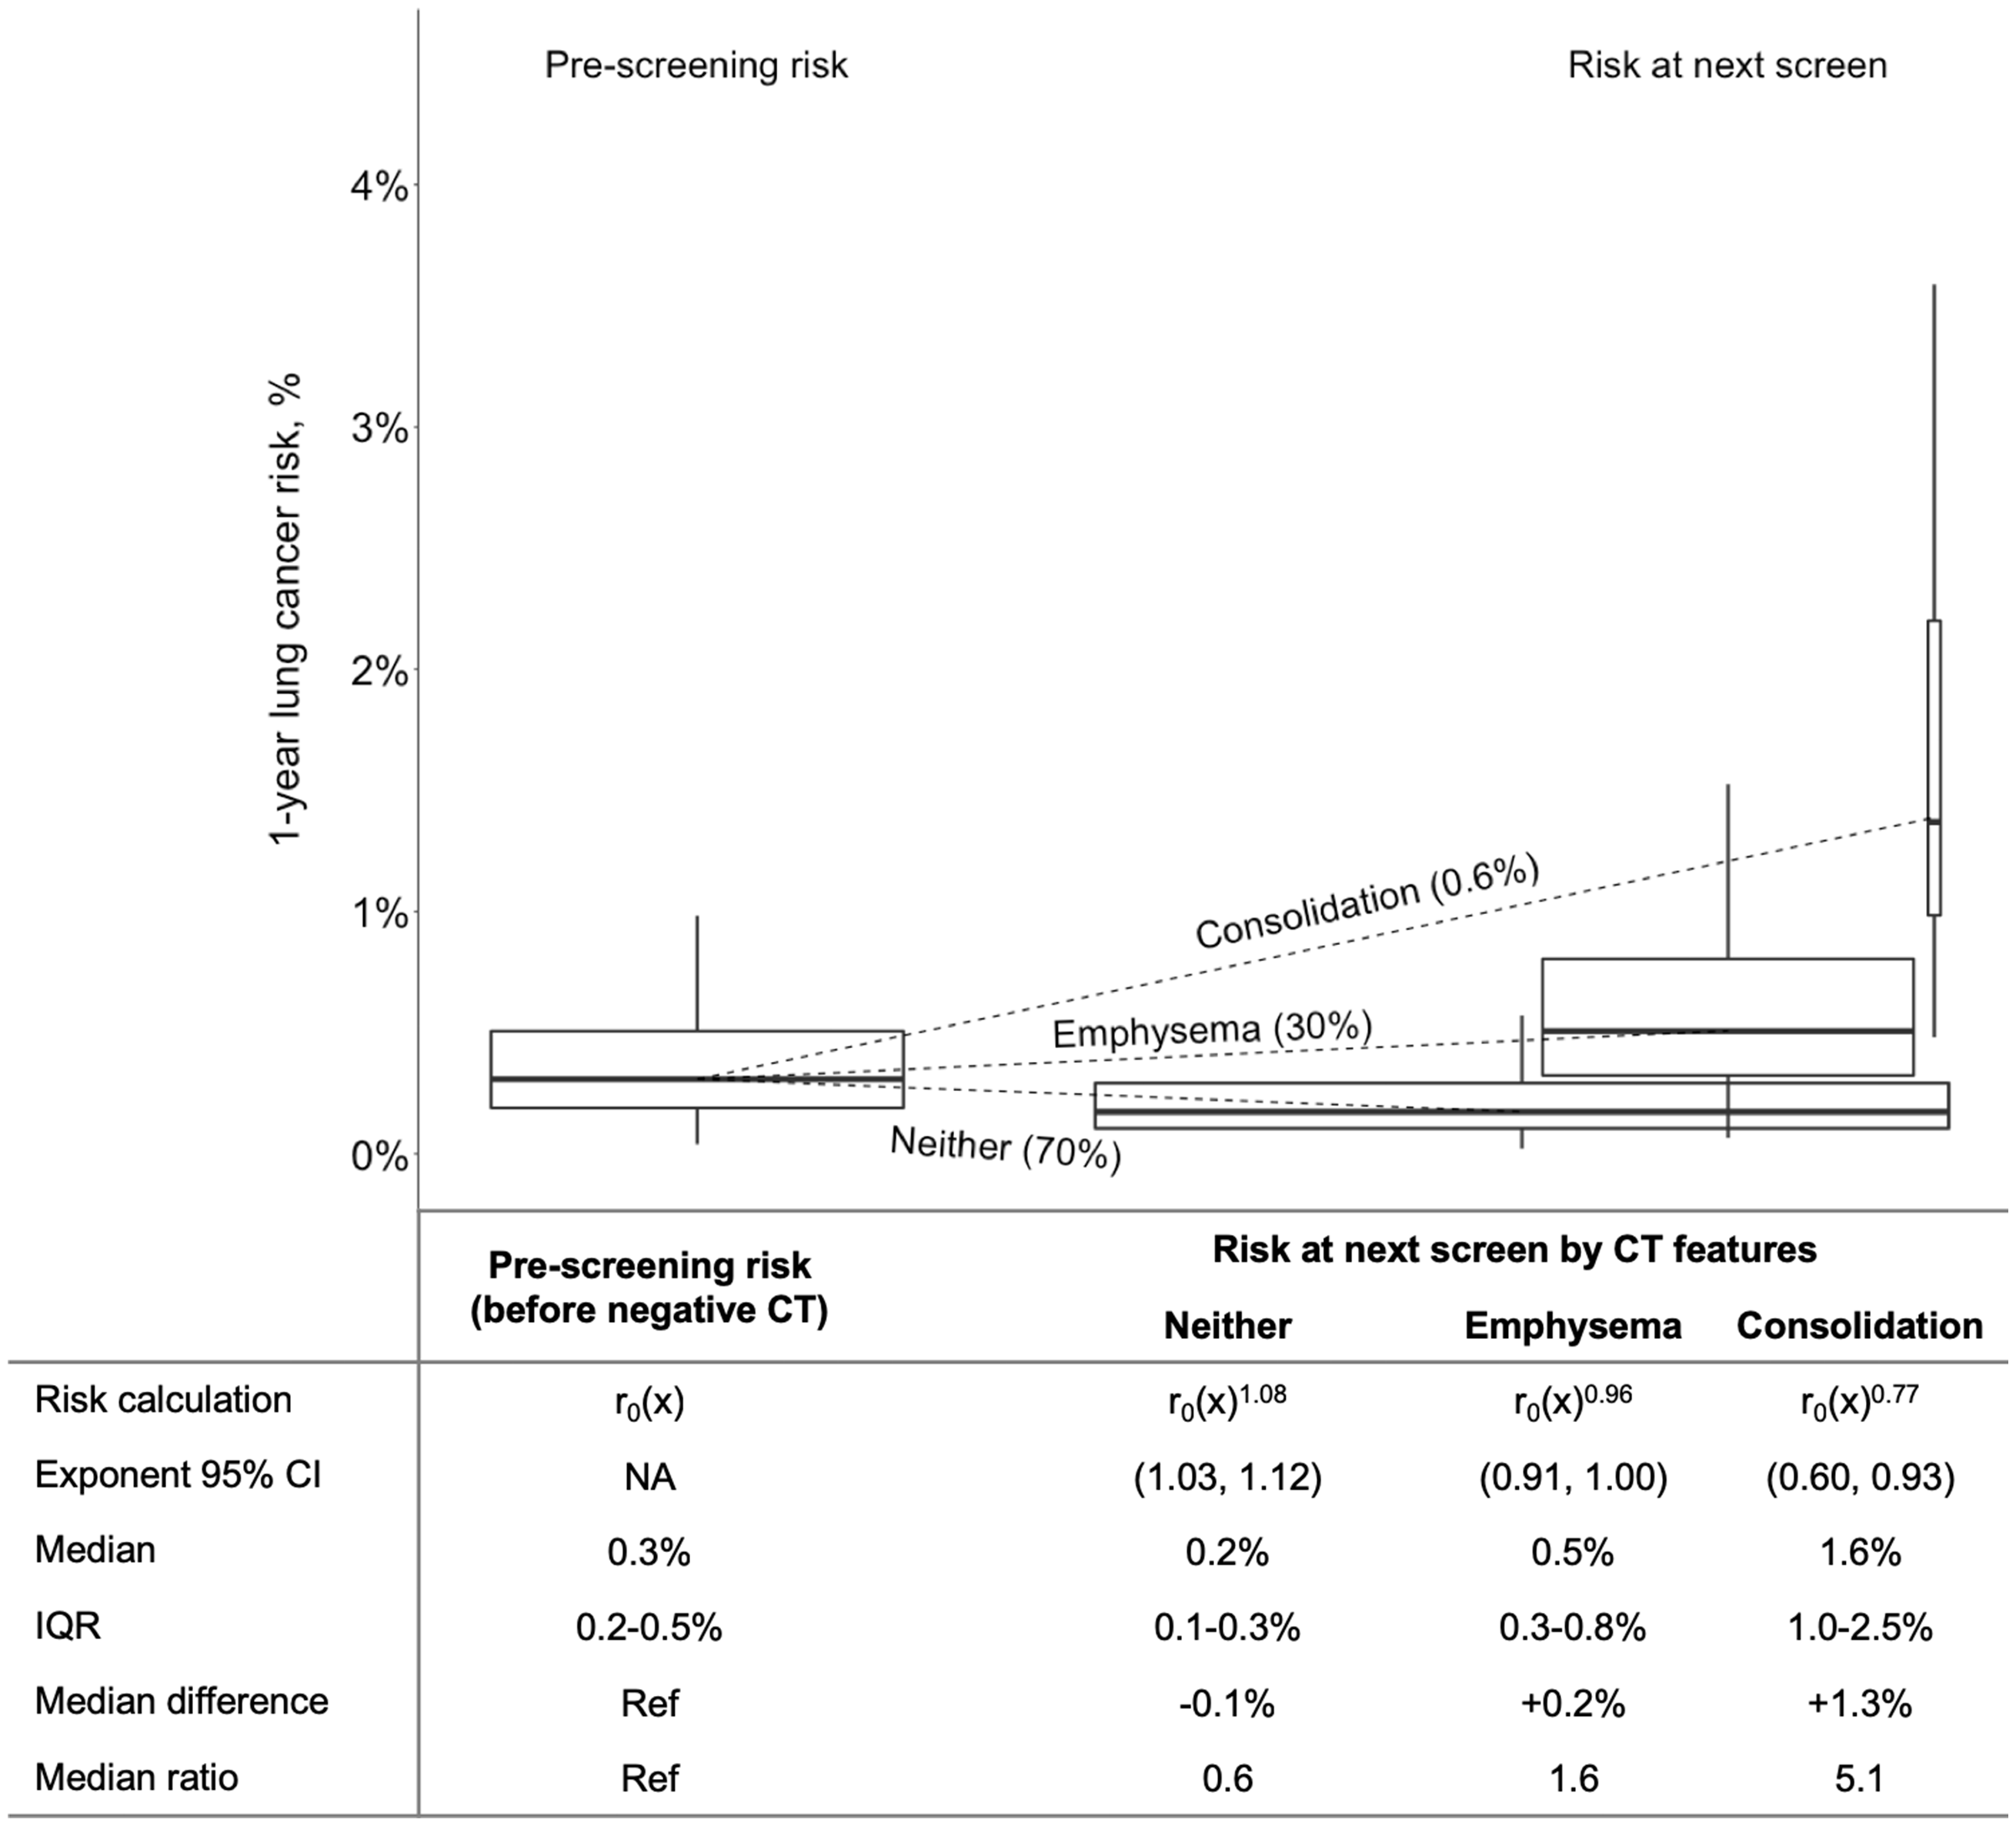 Pre-screening risk
Risk at next screen
1-year lung cancer risk, %
4%
3%
2%
1%
0%
Consolidation (0.6%)
Emphysema (30%)
Neither (70%)
Pre-screening risk
(before negative CT)
Risk at next screen by CT features
Neither Emphysema Consolidation
Risk calculation r₀(x) r₀(x)¹·⁰⁸ r₀(x)⁰·⁹⁶ r₀(x)⁰·⁷⁷
Exponent 95% CI NA (1.03, 1.12) (0.91, 1.00) (0.60, 0.93)
Median 0.3% 0.2% 0.5% 1.6%
IQR 0.2-0.5% 0.1-0.3% 0.3-0.8% 1.0-2.5%
Median difference Ref -0.1% +0.2% +1.3%
Median ratio Ref 0.6 1.6 5.1